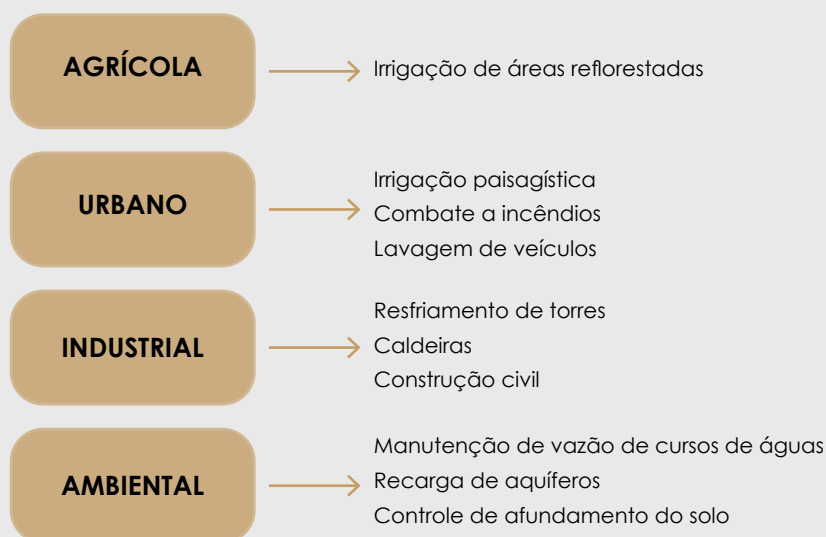 AGRÍCOLA
Irrigação de áreas reflorestadas
URBANO
Irrigação paisagística
Combate a incêndios
Lavagem de veículos
INDUSTRIAL
Resfriamento de torres
Caldeiras
Construção civil
AMBIENTAL
Manutenção de vazão de cursos de águas
Recarga de aquíferos
Controle de afundamento do solo